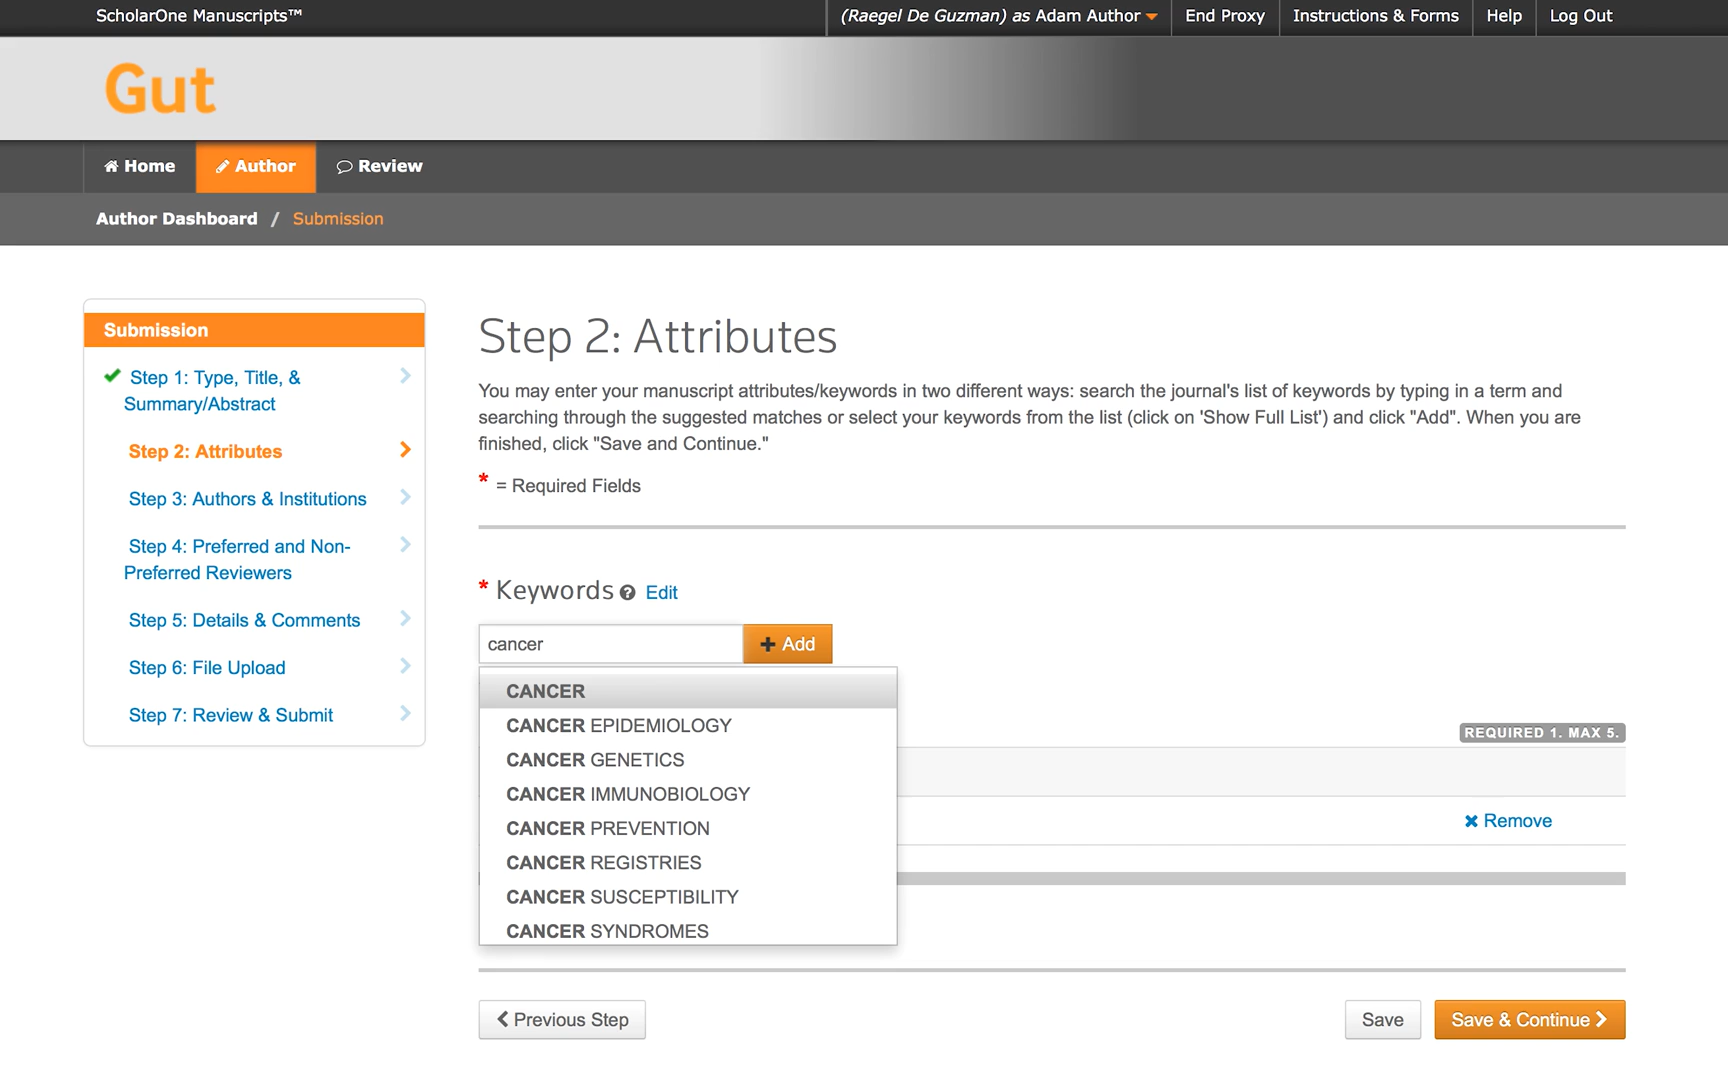 ScholarOne Manuscripts™
(Raegel De Guzman) as Adam Author
End Proxy
Instructions & Forms
Help
Log Out
Gut
Home
Author
Review
Author Dashboard / Submission
Submission
Step 1: Type, Title, &
Summary/Abstract
Step 2: Attributes
Step 3: Authors & Institutions
Step 4: Preferred and Non-
Preferred Reviewers
Step 5: Details & Comments
Step 6: File Upload
Step 7: Review & Submit
Step 2: Attributes
You may enter your manuscript attributes/keywords in two different ways: search the journal's list of keywords by typing in a term and
searching through the suggested matches or select your keywords from the list (click on 'Show Full List') and click "Add". When you are
finished, click "Save and Continue."
* = Required Fields
* Keywords ? Edit
cancer
+ Add
CANCER
CANCER EPIDEMIOLOGY
CANCER GENETICS
CANCER IMMUNOBIOLOGY
CANCER PREVENTION
CANCER REGISTRIES
CANCER SUSCEPTIBILITY
CANCER SYNDROMES
REQUIRED 1. MAX 5.
Remove
Previous Step
Save
Save & Continue